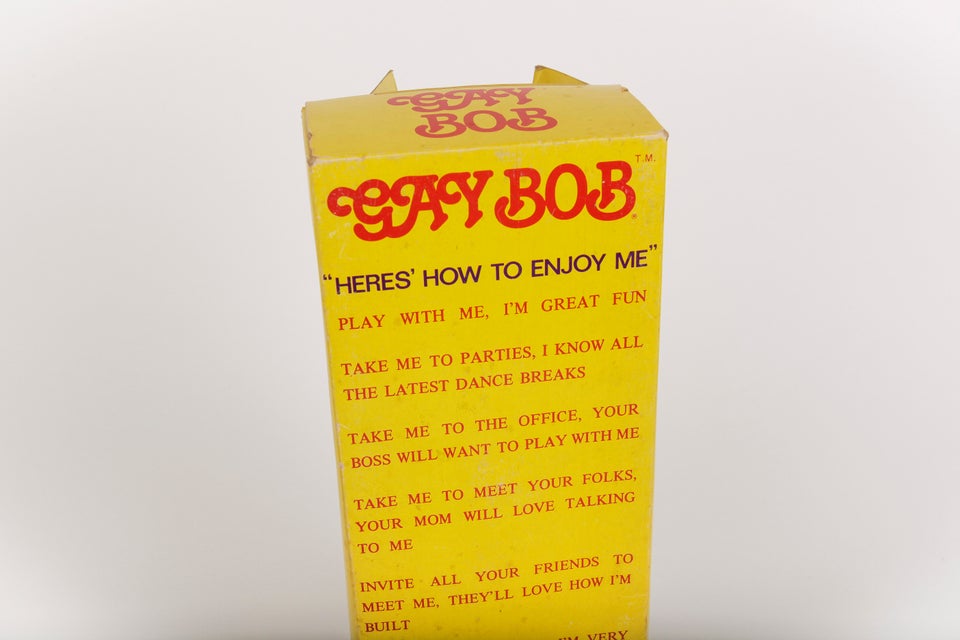 GAY
BOB
T.M.
GAY BOB
"HERES' HOW TO ENJOY ME"
PLAY WITH ME, I'M GREAT FUN
TAKE ME TO PARTIES, I KNOW ALL
THE LATEST DANCE BREAKS
TAKE ME TO THE OFFICE, YOUR
BOSS WILL WANT TO PLAY WITH ME
TAKE ME TO MEET YOUR FOLKS,
YOUR MOM WILL LOVE TALKING
TO ME
INVITE ALL YOUR FRIENDS TO
MEET ME, THEY'LL LOVE HOW I'M
BUILT
I'M VERY